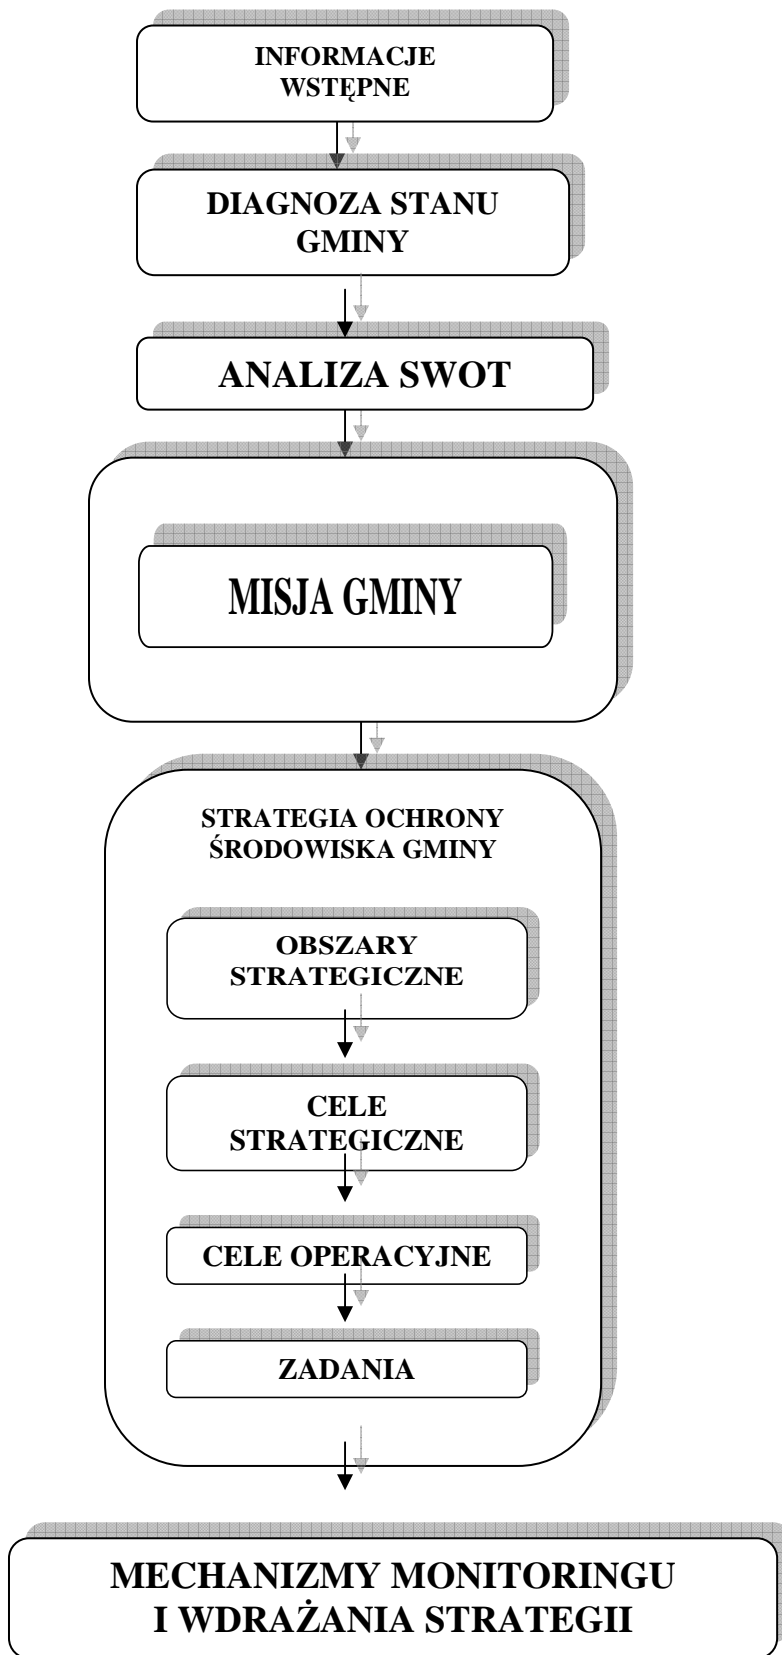 INFORMACJE
WSTĘPNE
DIAGNOZA STANU
GMINY
ANALIZA SWOT
MISJA GMINY
STRATEGIA OCHRONY
ŚRODOWISKA GMINY
OBSZARY
STRATEGICZNE
CELE
STRATEGICZNE
CELE OPERACYJNE
ZADANIA
MECHANIZMY MONITORINGU
I WDRAŻANIA STRATEGII